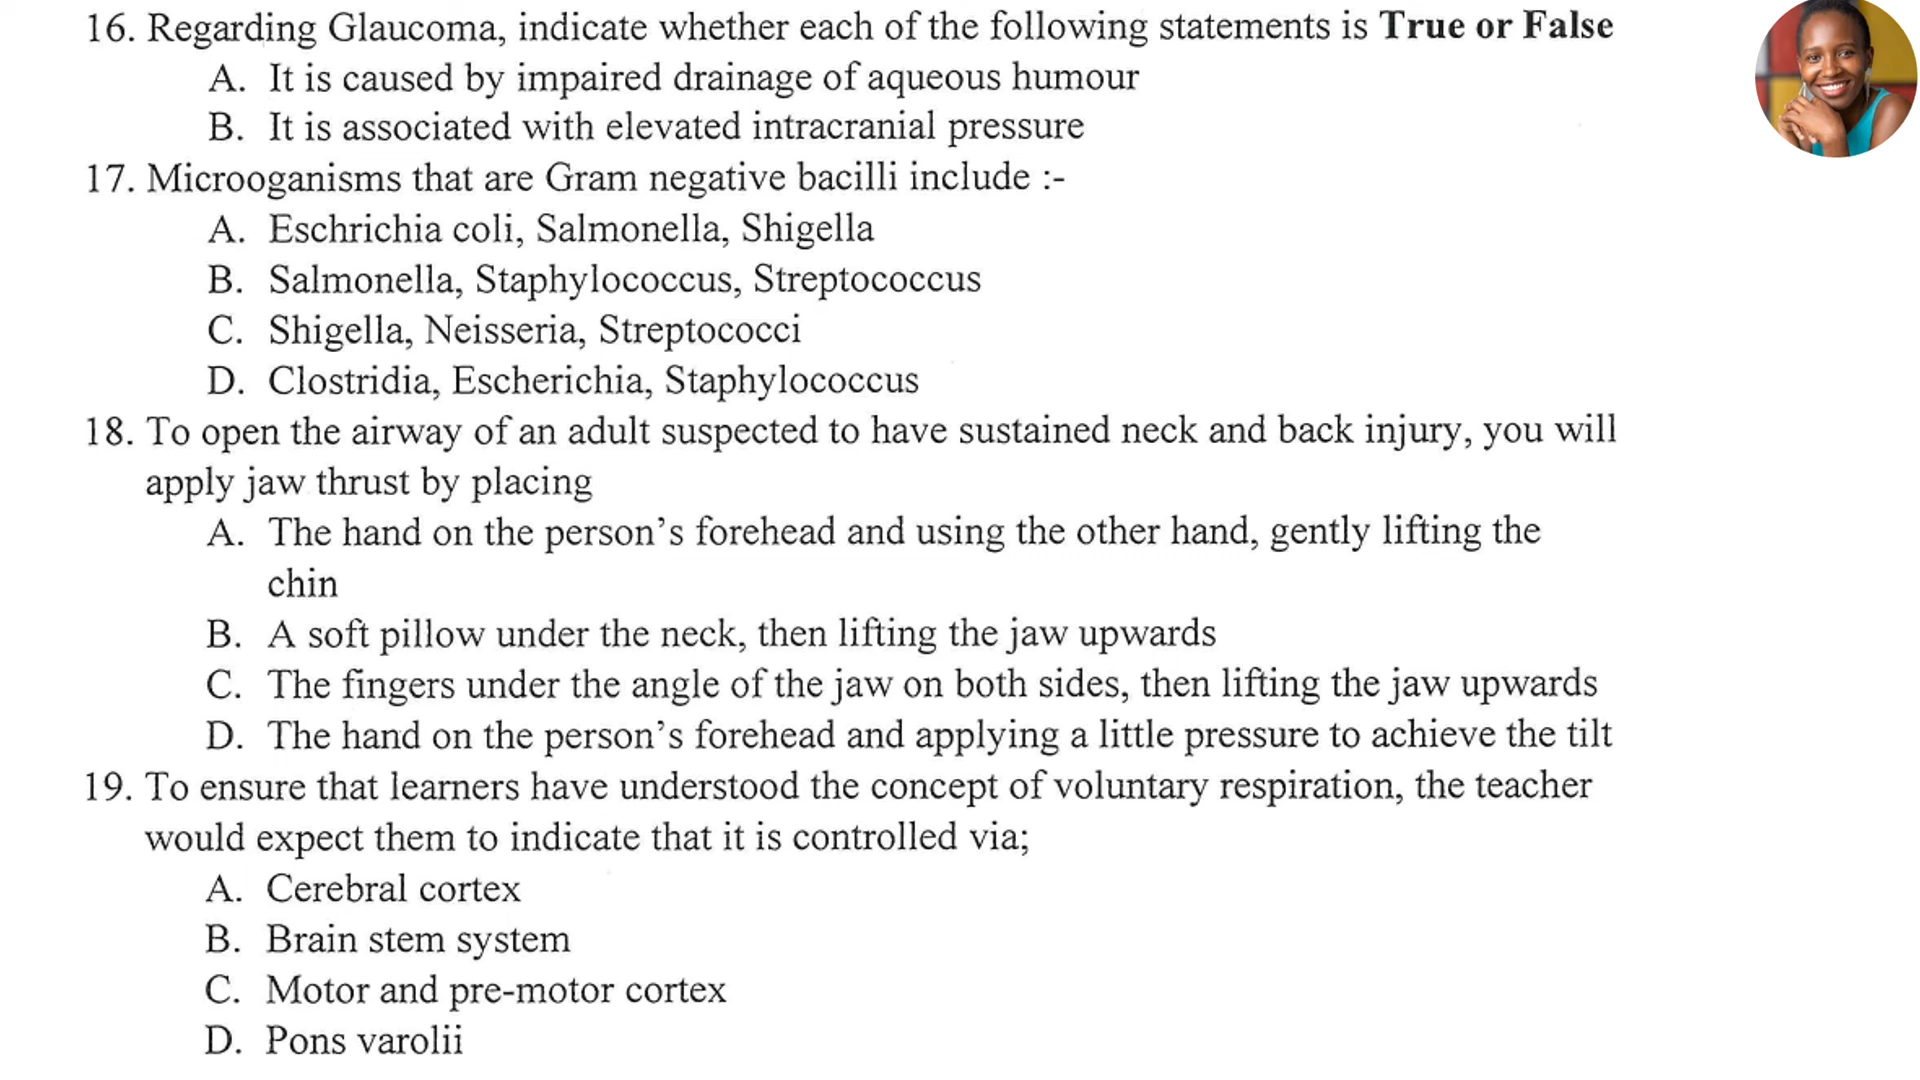 16. Regarding Glaucoma, indicate whether each of the following statements is True or False
A. It is caused by impaired drainage of aqueous humour
B. It is associated with elevated intracranial pressure
17. Microoganisms that are Gram negative bacilli include :-
A. Eschrichia coli, Salmonella, Shigella
B. Salmonella, Staphylococcus, Streptococcus
C. Shigella, Neisseria, Streptococci
D. Clostridia, Escherichia, Staphylococcus
18. To open the airway of an adult suspected to have sustained neck and back injury, you will
apply jaw thrust by placing
A. The hand on the person’s forehead and using the other hand, gently lifting the
chin
B. A soft pillow under the neck, then lifting the jaw upwards
C. The fingers under the angle of the jaw on both sides, then lifting the jaw upwards
D. The hand on the person’s forehead and applying a little pressure to achieve the tilt
19. To ensure that learners have understood the concept of voluntary respiration, the teacher
would expect them to indicate that it is controlled via;
A. Cerebral cortex
B. Brain stem system
C. Motor and pre-motor cortex
D. Pons varolii